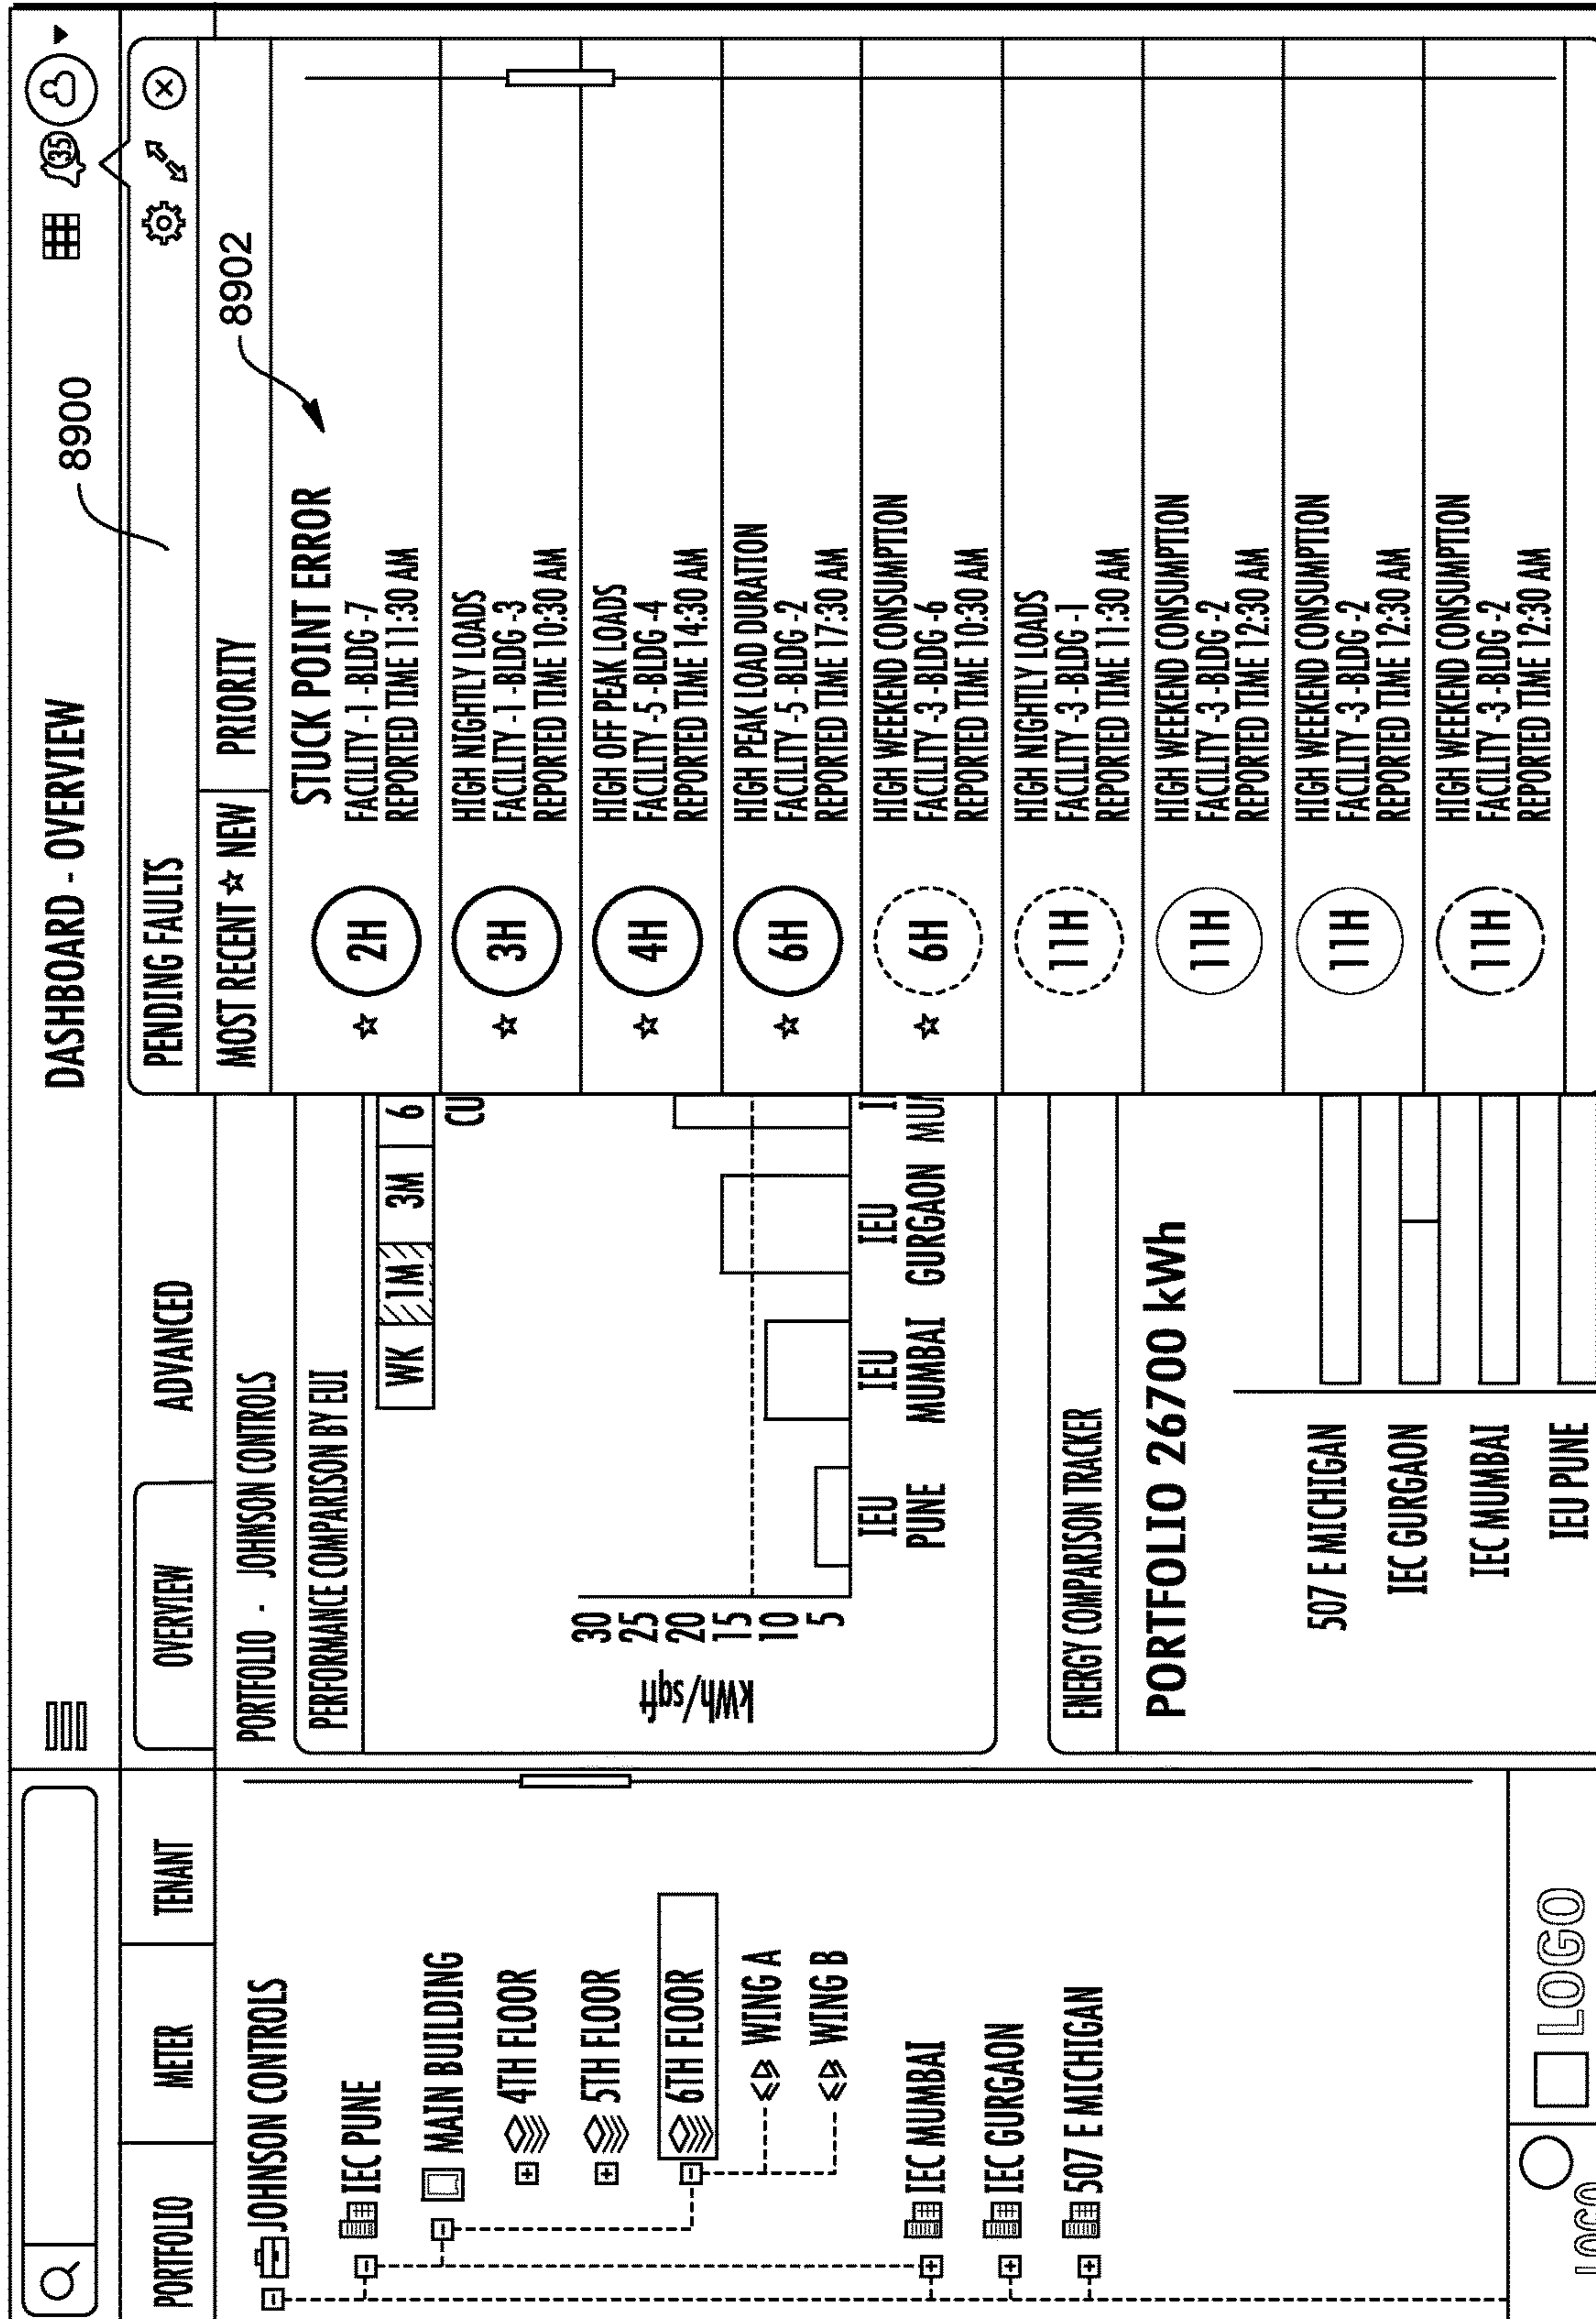 DASHBOARD - OVERVIEW
35
8900
PORTFOLIO
METER
TENANT
JOHNSON CONTROLS
IEC PUNE
MAIN BUILDING
4TH FLOOR
5TH FLOOR
6TH FLOOR
WING A
WING B
IEC MUMBAI
IEC GURGAON
507 E MICHIGAN
LOGO
LOGO
OVERVIEW
ADVANCED
PORTFOLIO - JOHNSON CONTROLS
PERFORMANCE COMPARISON BY EUI
WK 1M 3M 6
CU
kWh/sqft
30
25
20
15
10
5
IEU PUNE
IEU MUMBAI
IEU GURGAON
I
MU
ENERGY COMPARISON TRACKER
PORTFOLIO 26700 kWh
507 E MICHIGAN
IEC GURGAON
IEC MUMBAI
IEU PUNE
PENDING FAULTS
MOST RECENT ☆ NEW
PRIORITY
8902
☆ 2H
STUCK POINT ERROR
FACILITY -1 -BLDG -7
REPORTED TIME 11:30 AM
☆ 3H
HIGH NIGHTLY LOADS
FACILITY -1 -BLDG -3
REPORTED TIME 10:30 AM
☆ 4H
HIGH OFF PEAK LOADS
FACILITY -5 -BLDG -4
REPORTED TIME 14:30 AM
☆ 6H
HIGH PEAK LOAD DURATION
FACILITY -5 -BLDG -2
REPORTED TIME 17:30 AM
☆ 6H
HIGH WEEKEND CONSUMPTION
FACILITY -3 -BLDG -6
REPORTED TIME 10:30 AM
11H
HIGH NIGHTLY LOADS
FACILITY -3 -BLDG -1
REPORTED TIME 11:30 AM
11H
HIGH WEEKEND CONSUMPTION
FACILITY -3 -BLDG -2
REPORTED TIME 12:30 AM
11H
HIGH WEEKEND CONSUMPTION
FACILITY -3 -BLDG -2
REPORTED TIME 12:30 AM
11H
HIGH WEEKEND CONSUMPTION
FACILITY -3 -BLDG -2
REPORTED TIME 12:30 AM